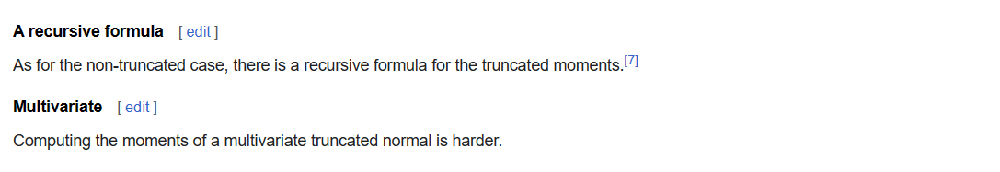 A recursive formula [ edit ]
As for the non-truncated case, there is a recursive formula for the truncated moments.[7]
Multivariate [ edit ]
Computing the moments of a multivariate truncated normal is harder.